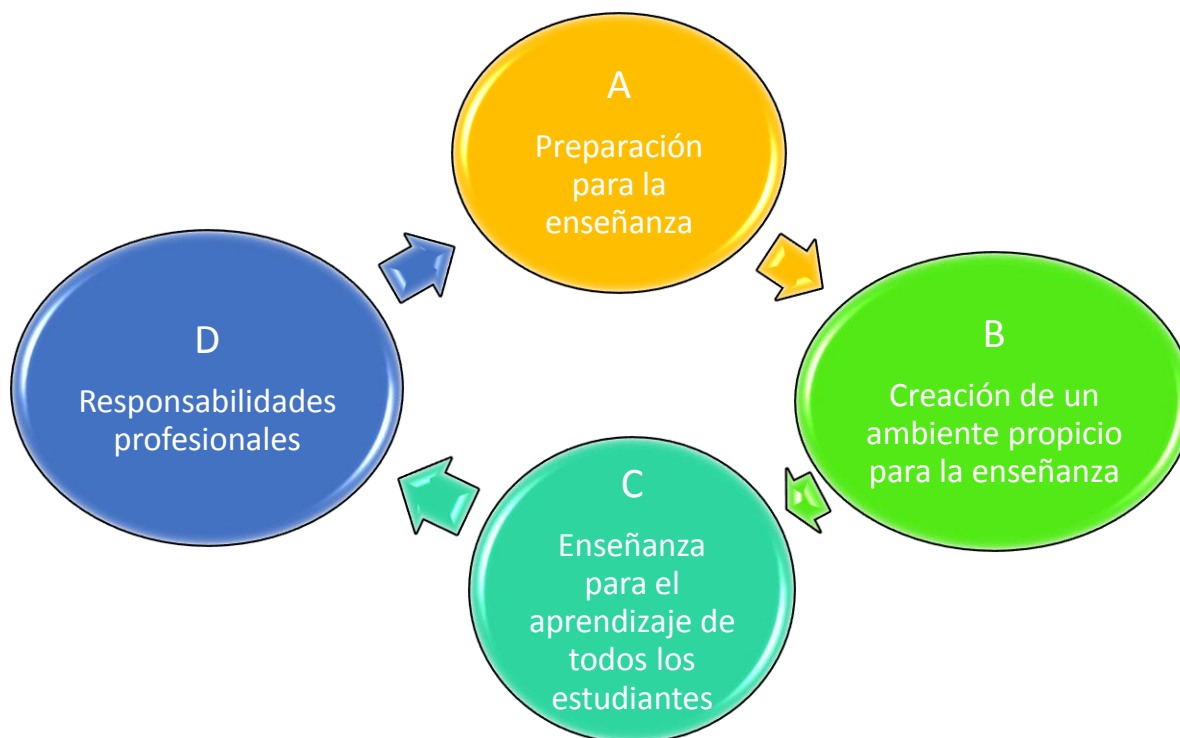 A
Preparación
para la
enseñanza
B
Creación de un
ambiente propicio
para la enseñanza
C
Enseñanza
para el
aprendizaje de
todos los
estudiantes
D
Responsabilidades
profesionales